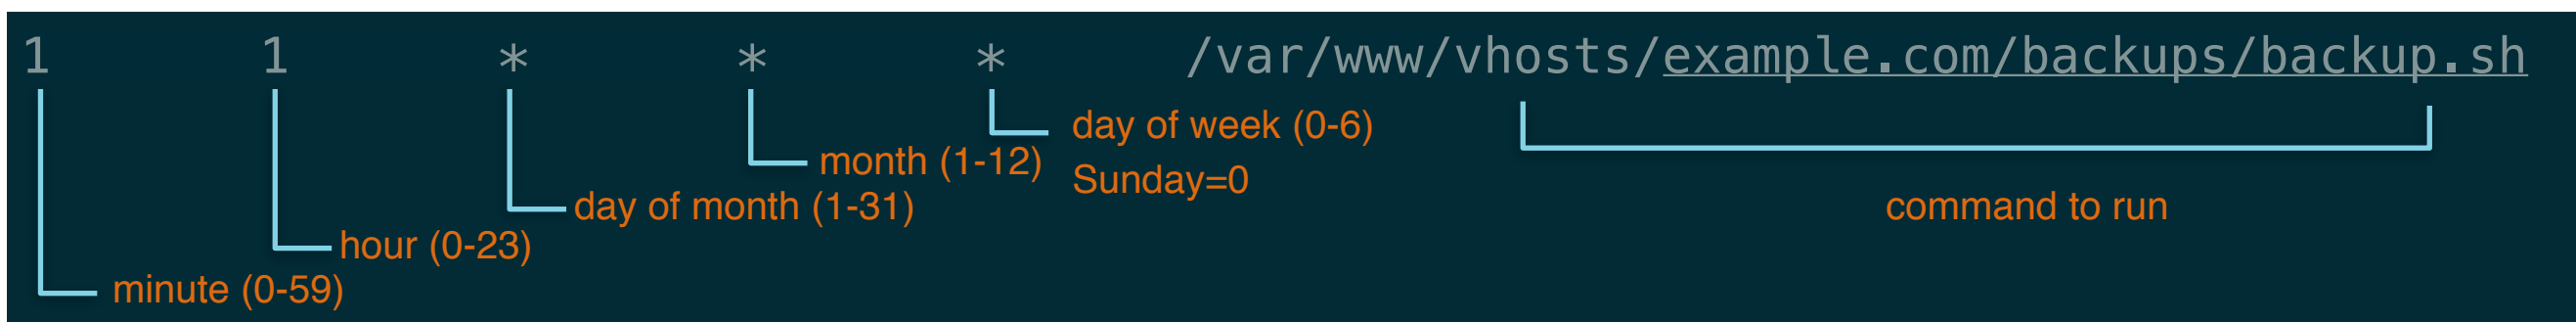 1 1 * * * /var/www/vhosts/example.com/backups/backup.sh
day of week (0-6)
Sunday=0
month (1-12)
day of month (1-31)
hour (0-23)
minute (0-59)
command to run